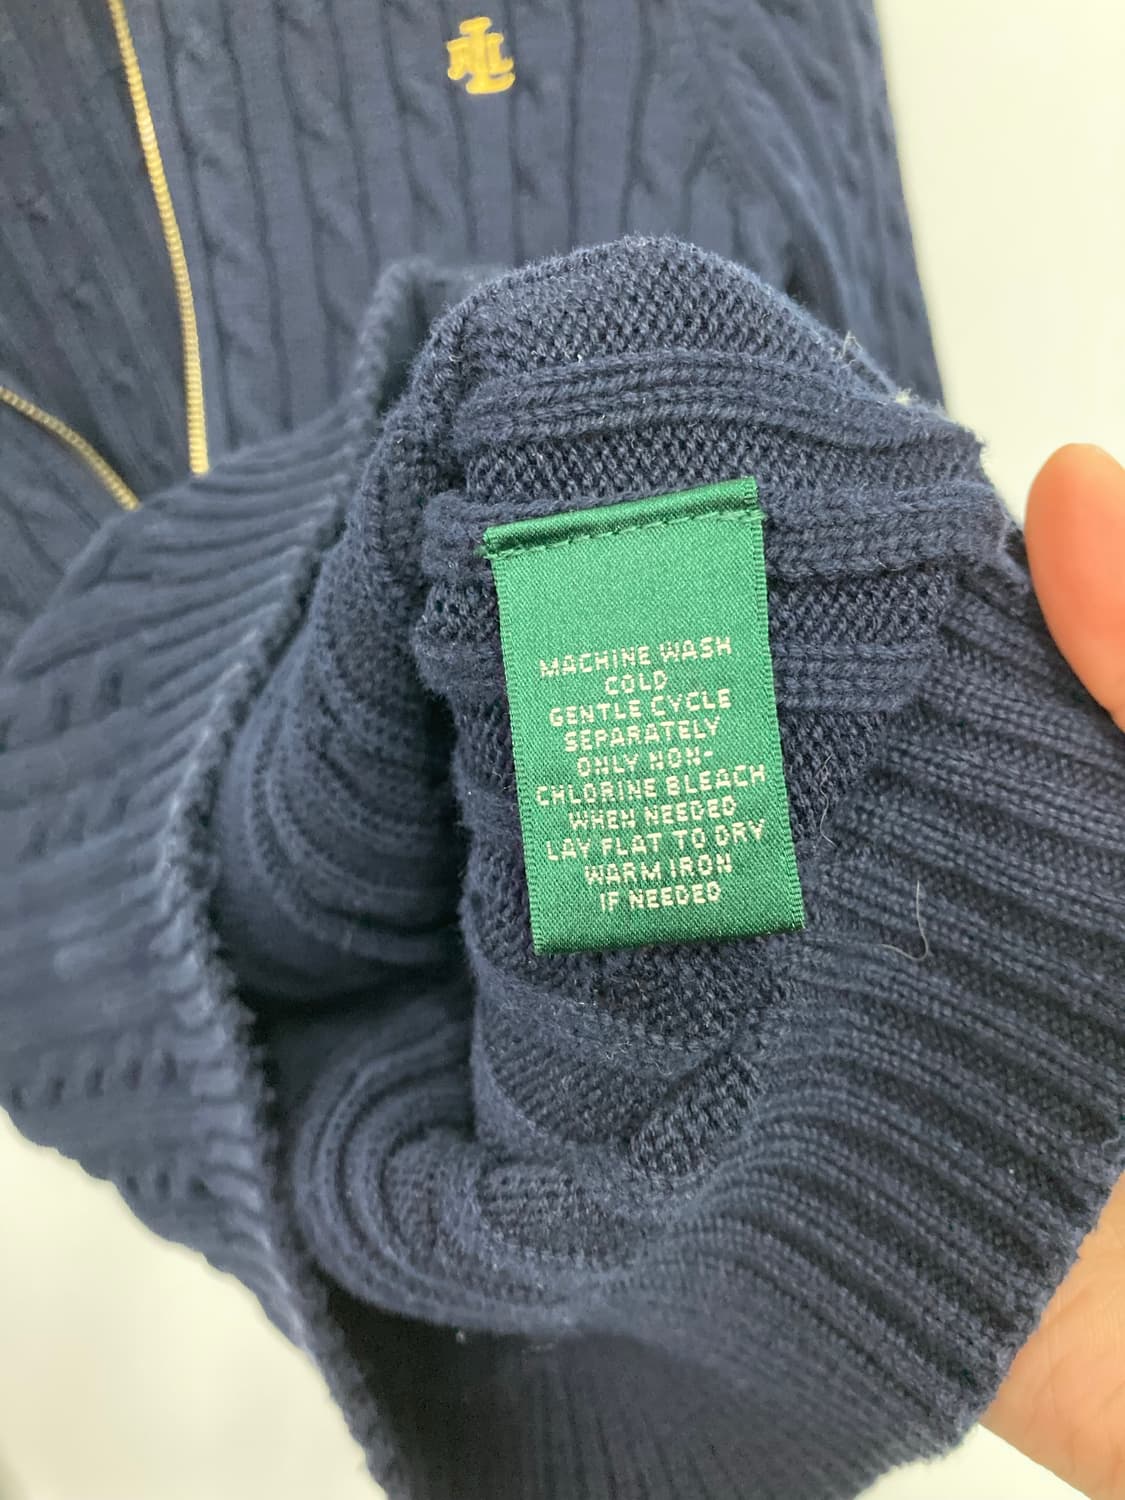 LRL
MACHINE WASH
COLD
GENTLE CYCLE
SEPARATELY
ONLY NON-
CHLORINE BLEACH
WHEN NEEDED
LAY FLAT TO DRY
WARM IRON
IF NEEDED